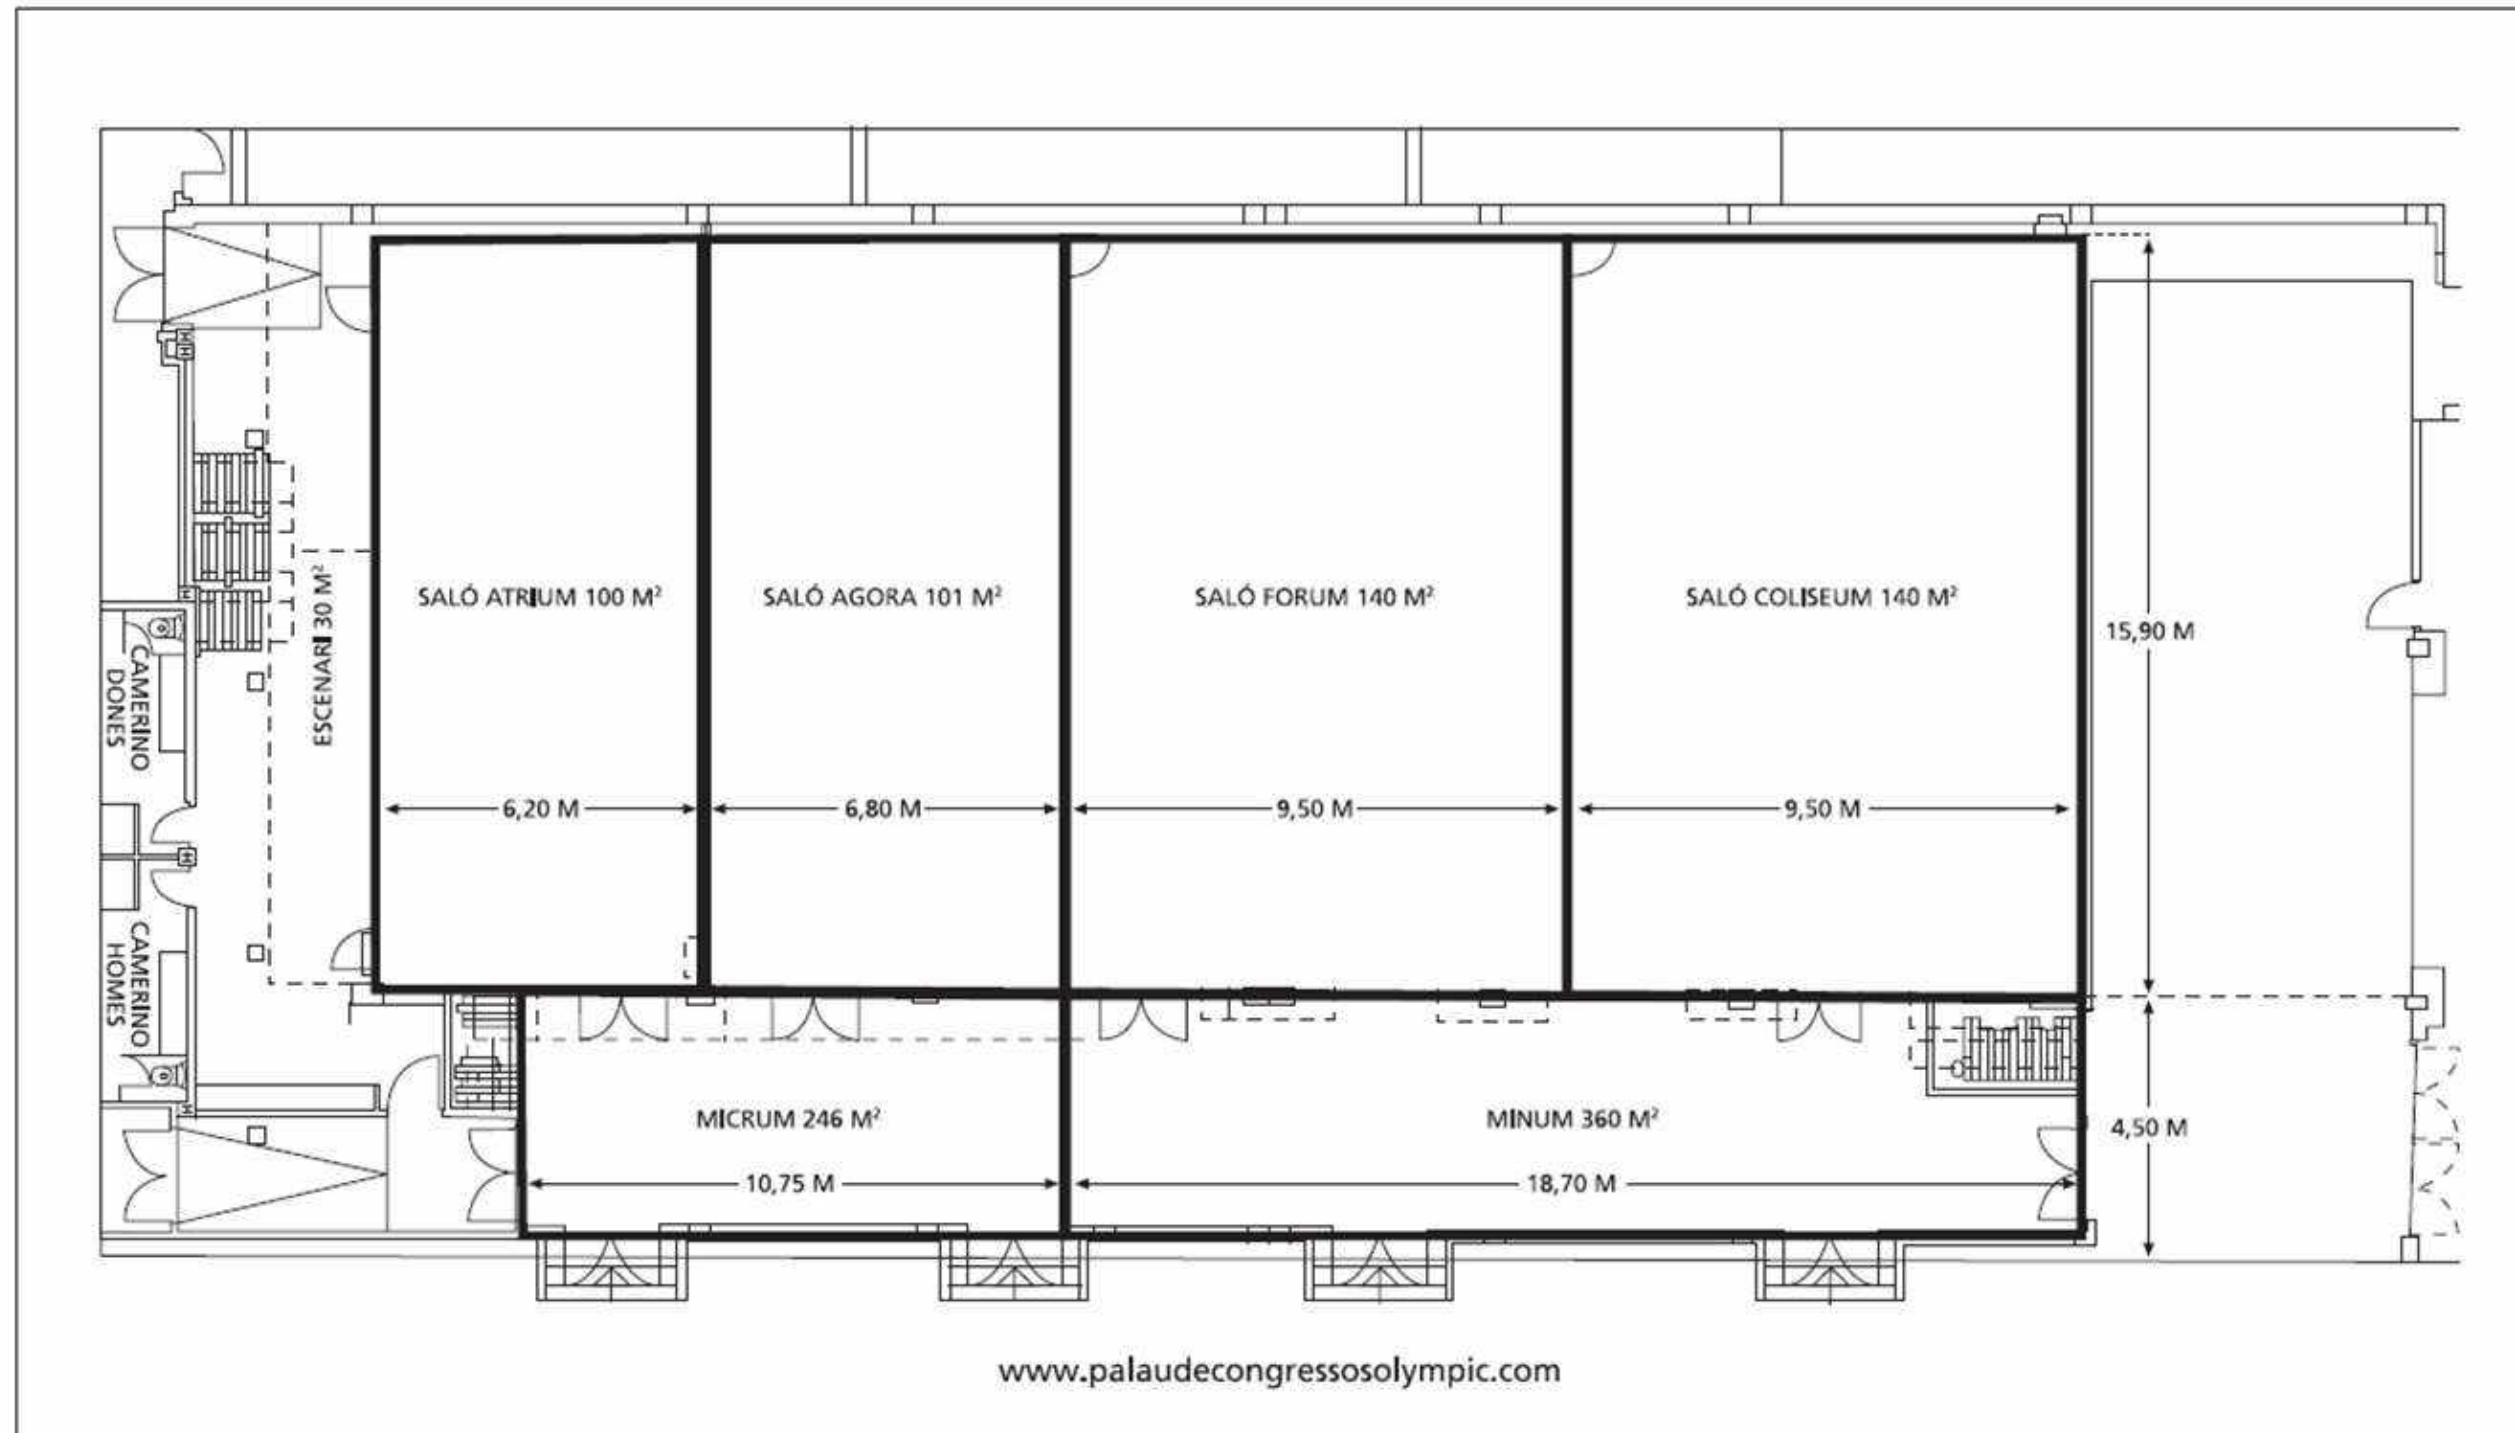 SALÓ ATRIUM 100 M²
SALÓ AGORA 101 M²
SALÓ FORUM 140 M²
SALÓ COLISEUM 140 M²
ESCENARI 30 M²
15,90 M
CAMERINO
DONES
6,20 M
6,80 M
9,50 M
9,50 M
CAMERINO
HOMES
MICRUM 246 M²
MINUM 360 M²
4,50 M
10,75 M
18,70 M
www.palaudecongressosolympic.com